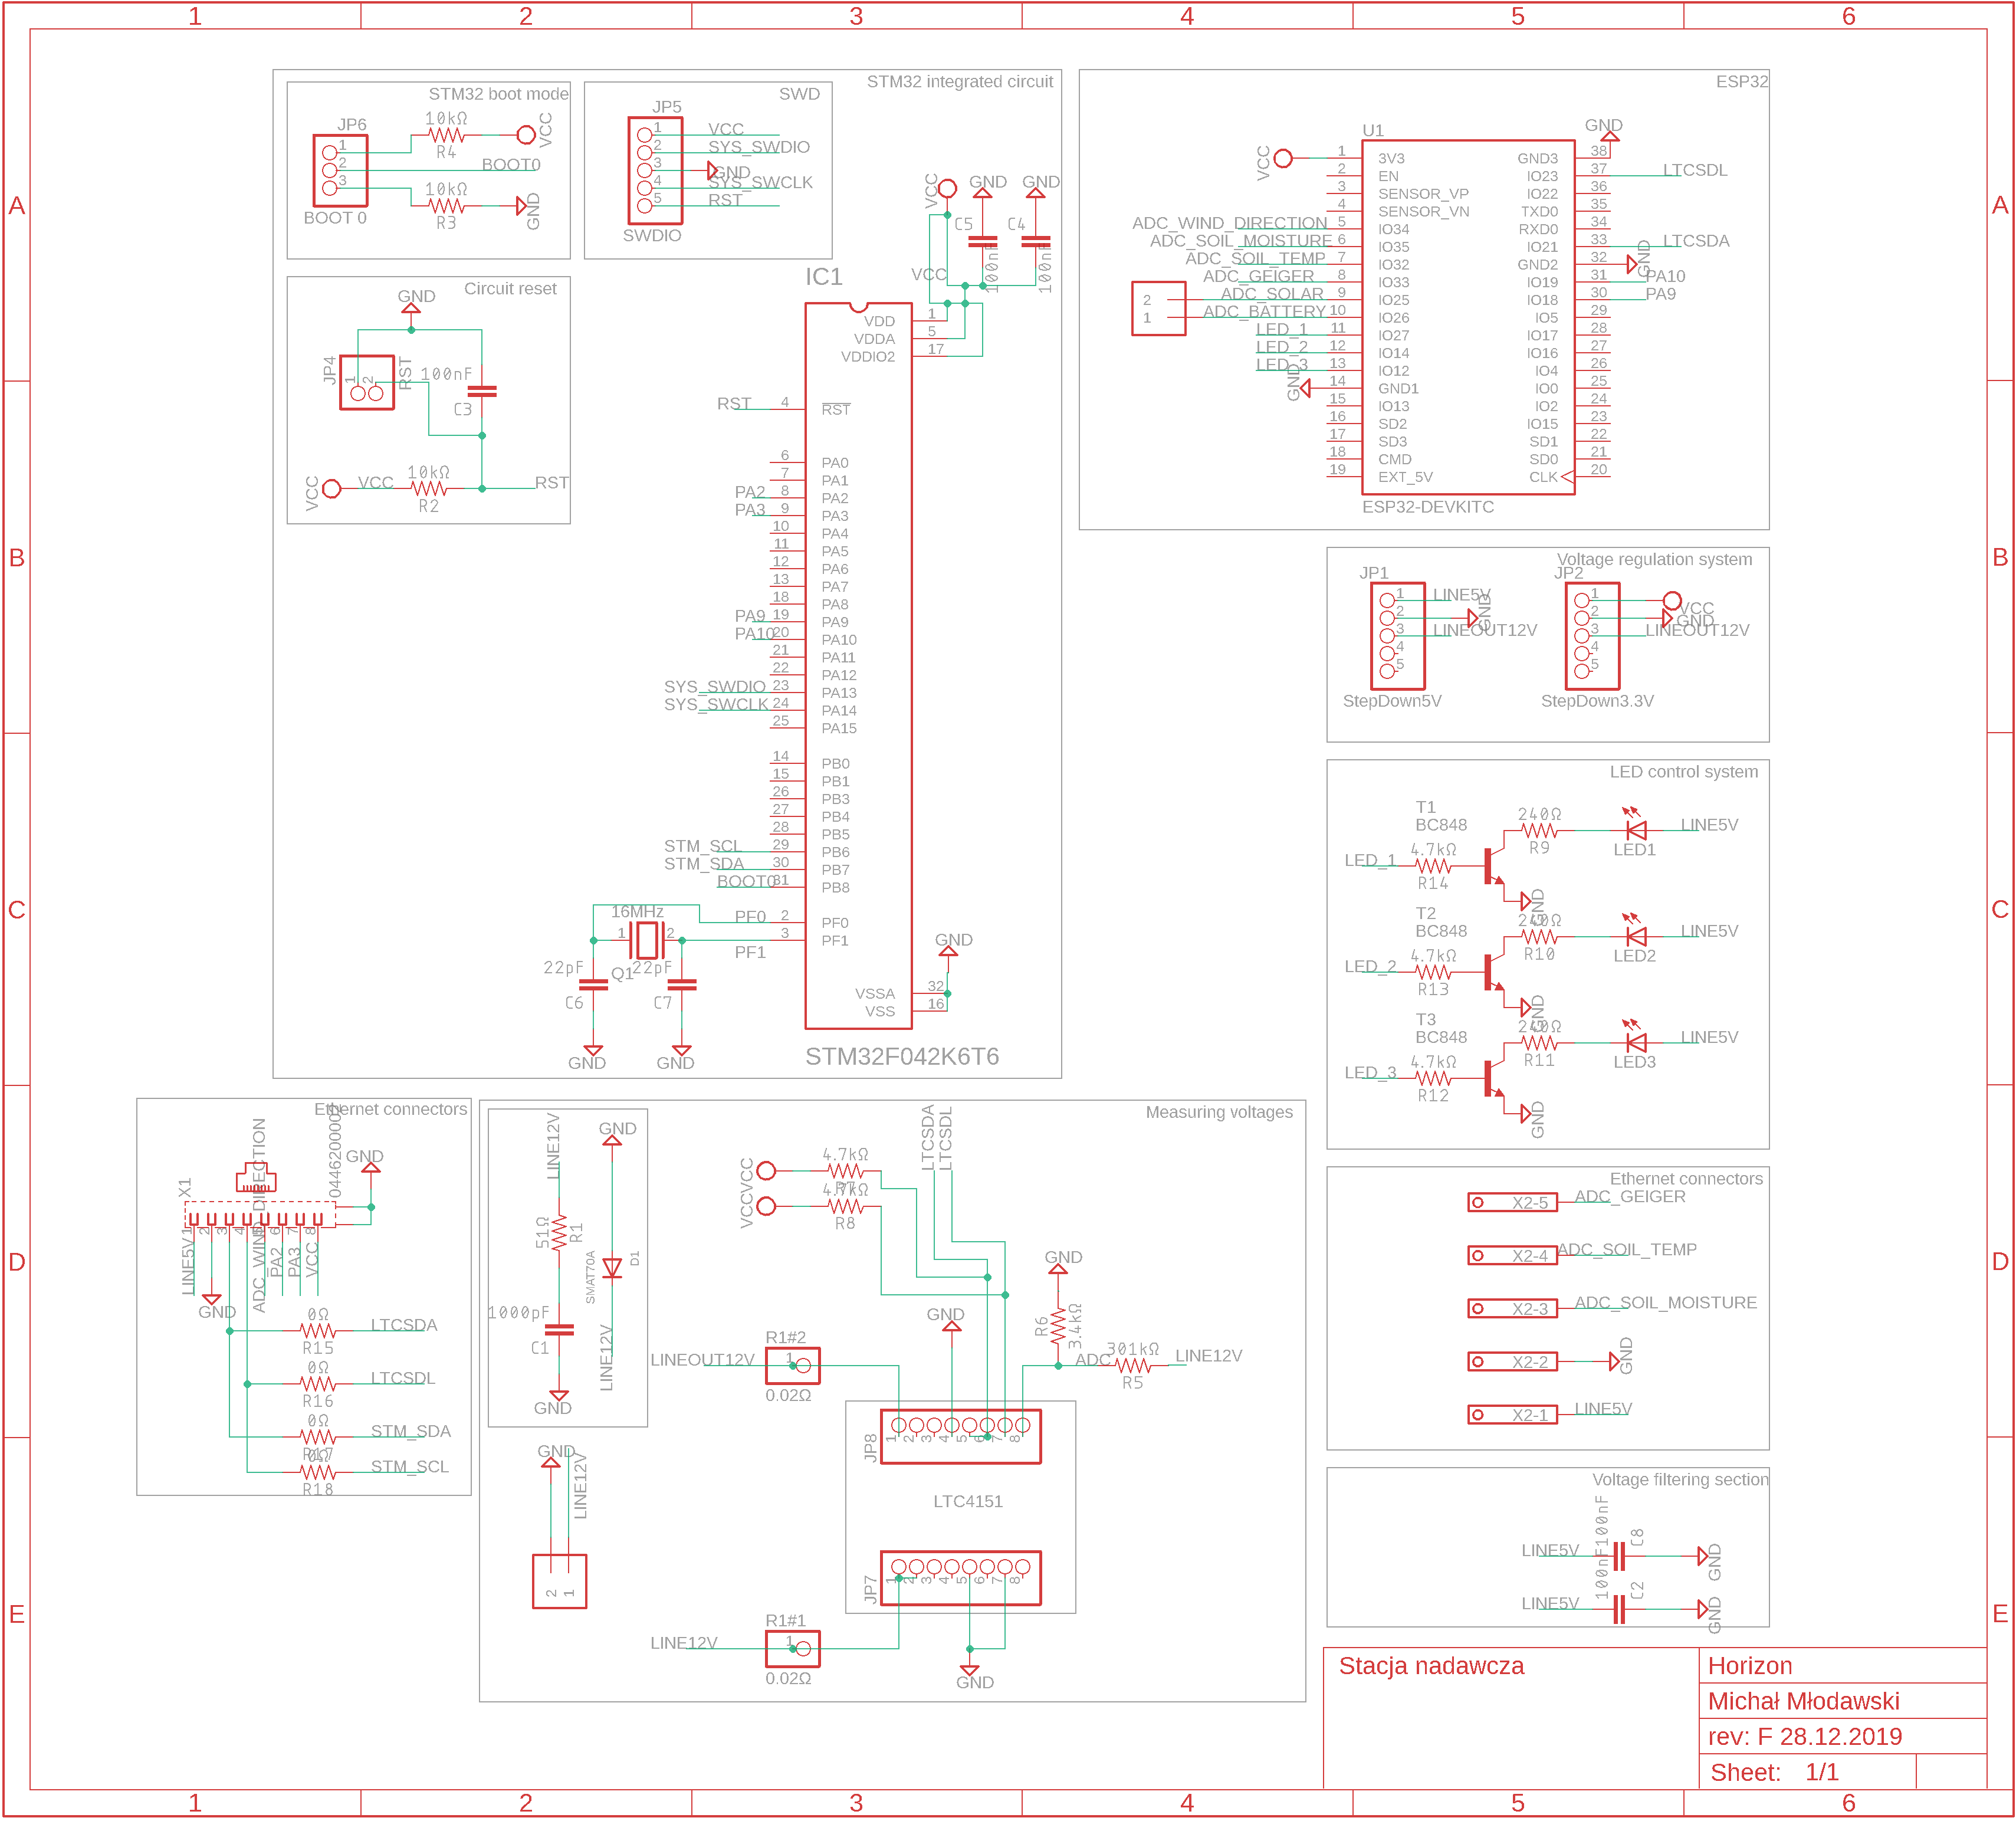 1 2 3 4 5 6
A B C D E
STM32 integrated circuit
STM32 boot mode
JP6
1
2
3
BOOT 0
10kΩ
R4
VCC
BOOT0
10kΩ
R3
GND
SWD
JP5
1
2
3
4
5
VCC
SYS_SWDIO
GND
SYS_SWCLK
RST
SWDIO
Circuit reset
GND
JP4
1
2
RST
100nF
C3
VCC
VCC
10kΩ
R2
RST
VCC
GND
GND
C5
C4
100nF
100nF
VCC
IC1
VDD 1
VDDA 5
VDDIO2 17
RST 4 RST
6 PA0
7 PA1
PA2 8 PA2
PA3 9 PA3
10 PA4
11 PA5
12 PA6
13 PA7
18 PA8
PA9 19 PA9
PA10 20 PA10
21 PA11
22 PA12
SYS_SWDIO 23 PA13
SYS_SWCLK 24 PA14
25 PA15
14 PB0
15 PB1
26 PB3
27 PB4
28 PB5
STM_SCL 29 PB6
STM_SDA 30 PB7
BOOT0 31 PB8
PF0 2 PF0
PF1 3 PF1
16MHz
1 2
Q1
22pF
C6
22pF
C7
GND
GND
GND
VSSA 32
VSS 16
STM32F042K6T6
ESP32
U1
GND
VCC
1 3V3
2 EN
3 SENSOR_VP
4 SENSOR_VN
ADC_WIND_DIRECTION 5 IO34
ADC_SOIL_MOISTURE 6 IO35
ADC_SOIL_TEMP 7 IO32
ADC_GEIGER 8 IO33
2 ADC_SOLAR 9 IO25
1 ADC_BATTERY 10 IO26
LED_1 11 IO27
LED_2 12 IO14
LED_3 13 IO12
GND 14 GND1
15 IO13
16 SD2
17 SD3
18 CMD
19 EXT_5V
GND3 38
IO23 37 LTCSDL
IO22 36
TXD0 35
RXD0 34
IO21 33 LTCSDA
GND2 32 GND
IO19 31 PA10
IO18 30 PA9
IO5 29
IO17 28
IO16 27
IO4 26
IO0 25
IO2 24
IO15 23
SD1 22
SD0 21
CLK 20
ESP32-DEVKITC
Voltage regulation system
JP1
1 LINE5V
2 GND
3 LINEOUT12V
4
5
StepDown5V
JP2
1 VCC
2 GND
3 LINEOUT12V
4
5
StepDown3.3V
LED control system
T1
BC848
LED_1
4.7kΩ
R14
240Ω
R9
LED1
LINE5V
GND
T2
BC848
LED_2
4.7kΩ
R13
240Ω
R10
LED2
LINE5V
GND
T3
BC848
LED_3
4.7kΩ
R12
240Ω
R11
LED3
LINE5V
GND
Ethernet connectors
X1
0446200002
GND
1 2 3 4 6 7 8
LINE5V
GND
ADC_WIND_DIRECTION
PA2
PA3
VCC
0Ω
R15
LTCSDA
0Ω
R16
LTCSDL
0Ω
R17
STM_SDA
0Ω
R18
STM_SCL
Measuring voltages
LINE12V
51Ω
R1
1000pF
C1
GND
GND
SMAT70A
D1
LINE12V
GND
LINE12V
2 1
VCC
VCC
4.7kΩ
R7
4.7kΩ
R8
LTCSDA
LTCSDL
GND
R6
3.4kΩ
GND
ADC
301kΩ
R5
LINE12V
LINEOUT12V
R1#2
1
0.02Ω
JP8
1 2 3 4 5 6 7 8
LTC4151
JP7
1 2 3 4 5 6 7 8
LINE12V
R1#1
1
0.02Ω
GND
Ethernet connectors
X2-5 ADC_GEIGER
X2-4 ADC_SOIL_TEMP
X2-3 ADC_SOIL_MOISTURE
X2-2 GND
X2-1 LINE5V
Voltage filtering section
LINE5V
100nF
C8
GND
LINE5V
100nF
C2
GND
Stacja nadawcza
Horizon
Michał Młodawski
rev: F 28.12.2019
Sheet: 1/1
A B C D E
1 2 3 4 5 6